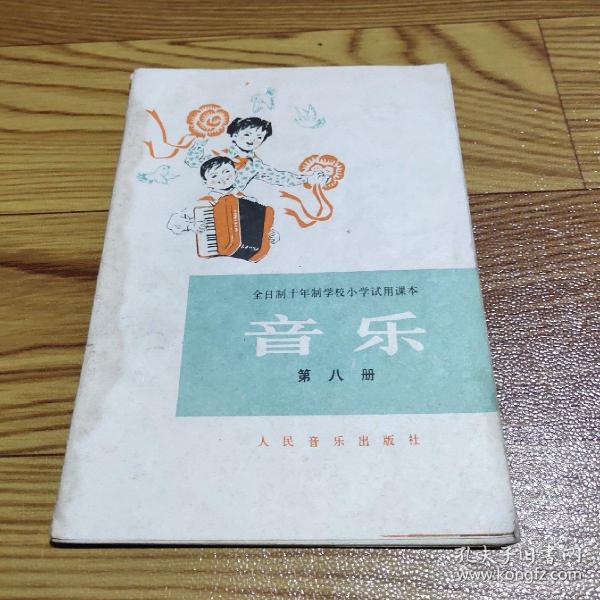 全日制十年制学校小学试用课本
音乐
第八册
人民音乐出版社
孔夫子旧书网
www.kongfz.com